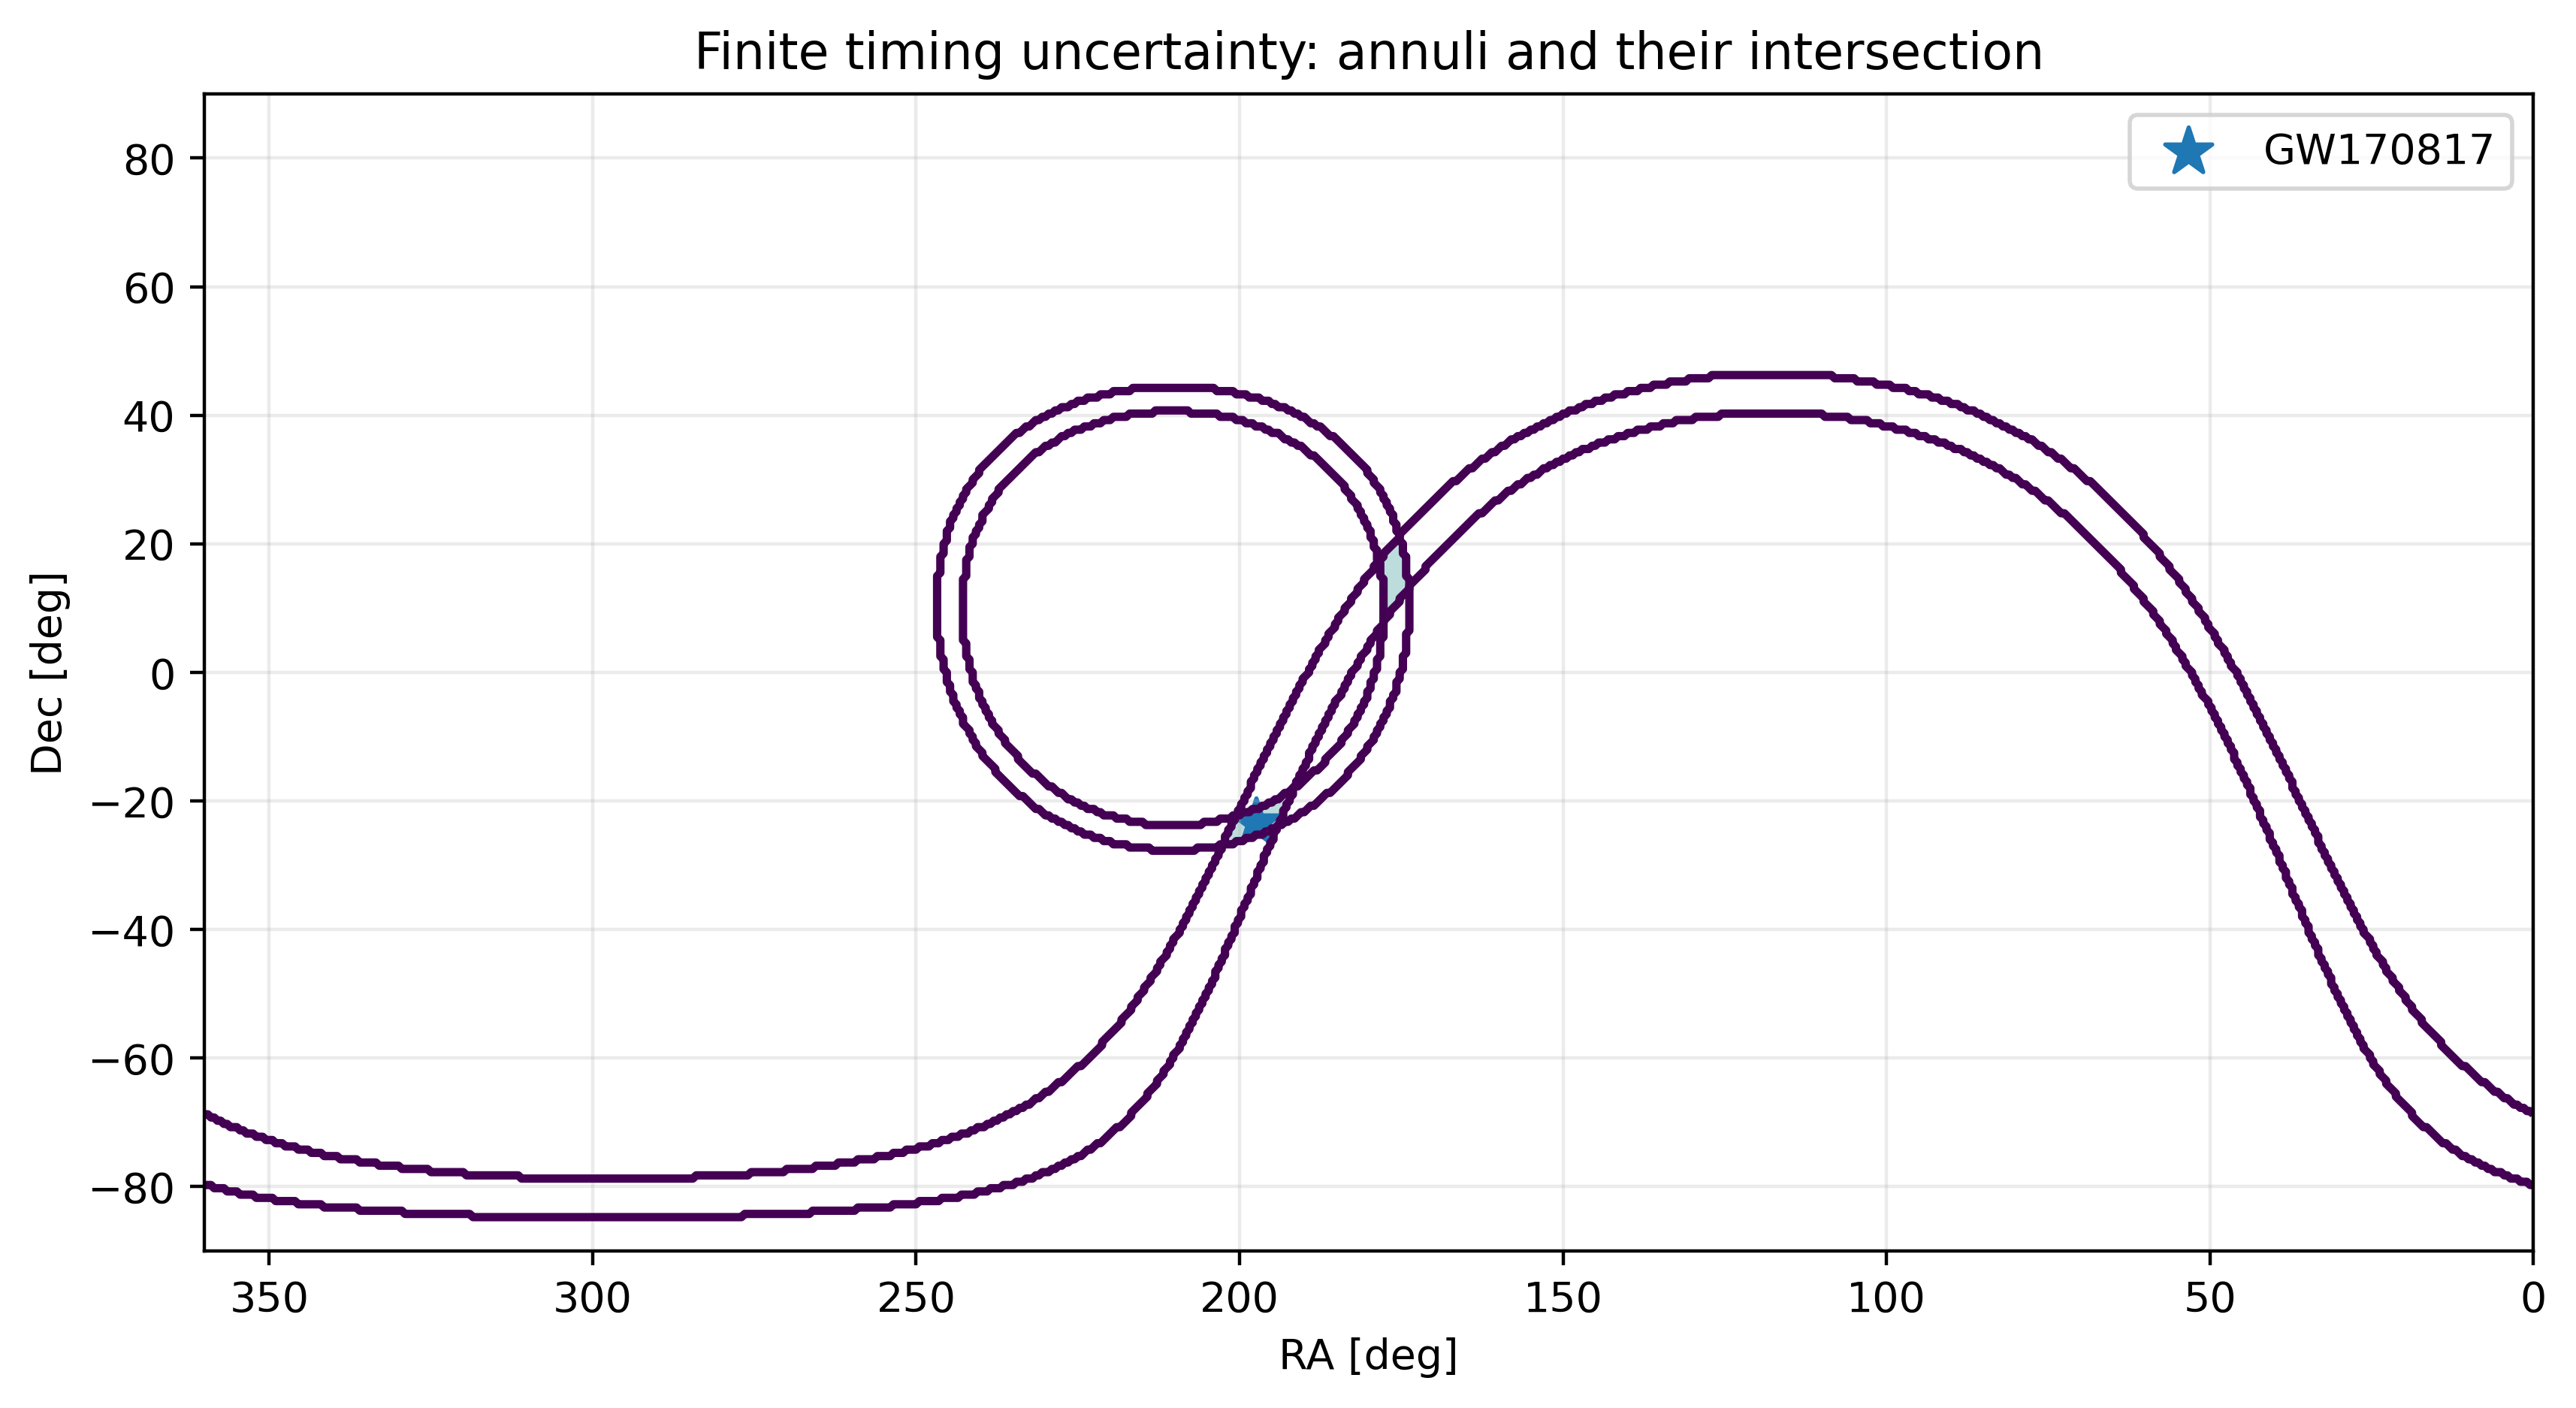 Finite timing uncertainty: annuli and their intersection
GW170817
80
60
40
20
0
−20
−40
−60
−80
Dec [deg]
350 300 250 200 150 100 50 0
RA [deg]